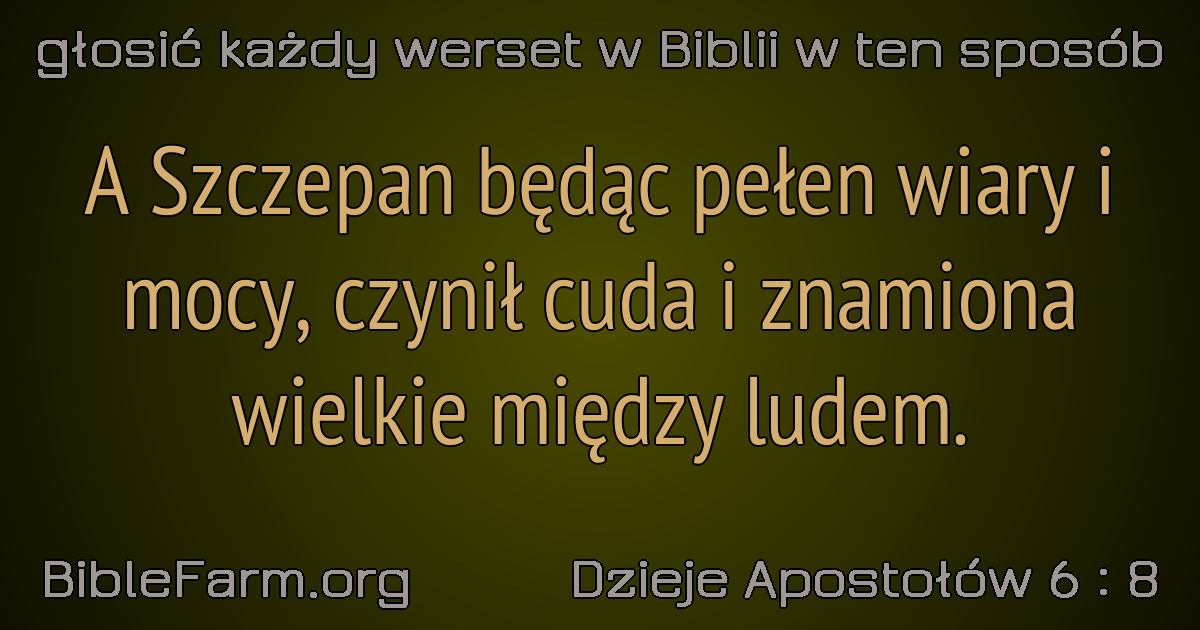 głosić każdy werset w Biblii w ten sposób
A Szczepan będąc pełen wiary i
mocy, czynił cuda i znamiona
wielkie między ludem.
BibleFarm.org
Dzieje Apostołów 6 : 8